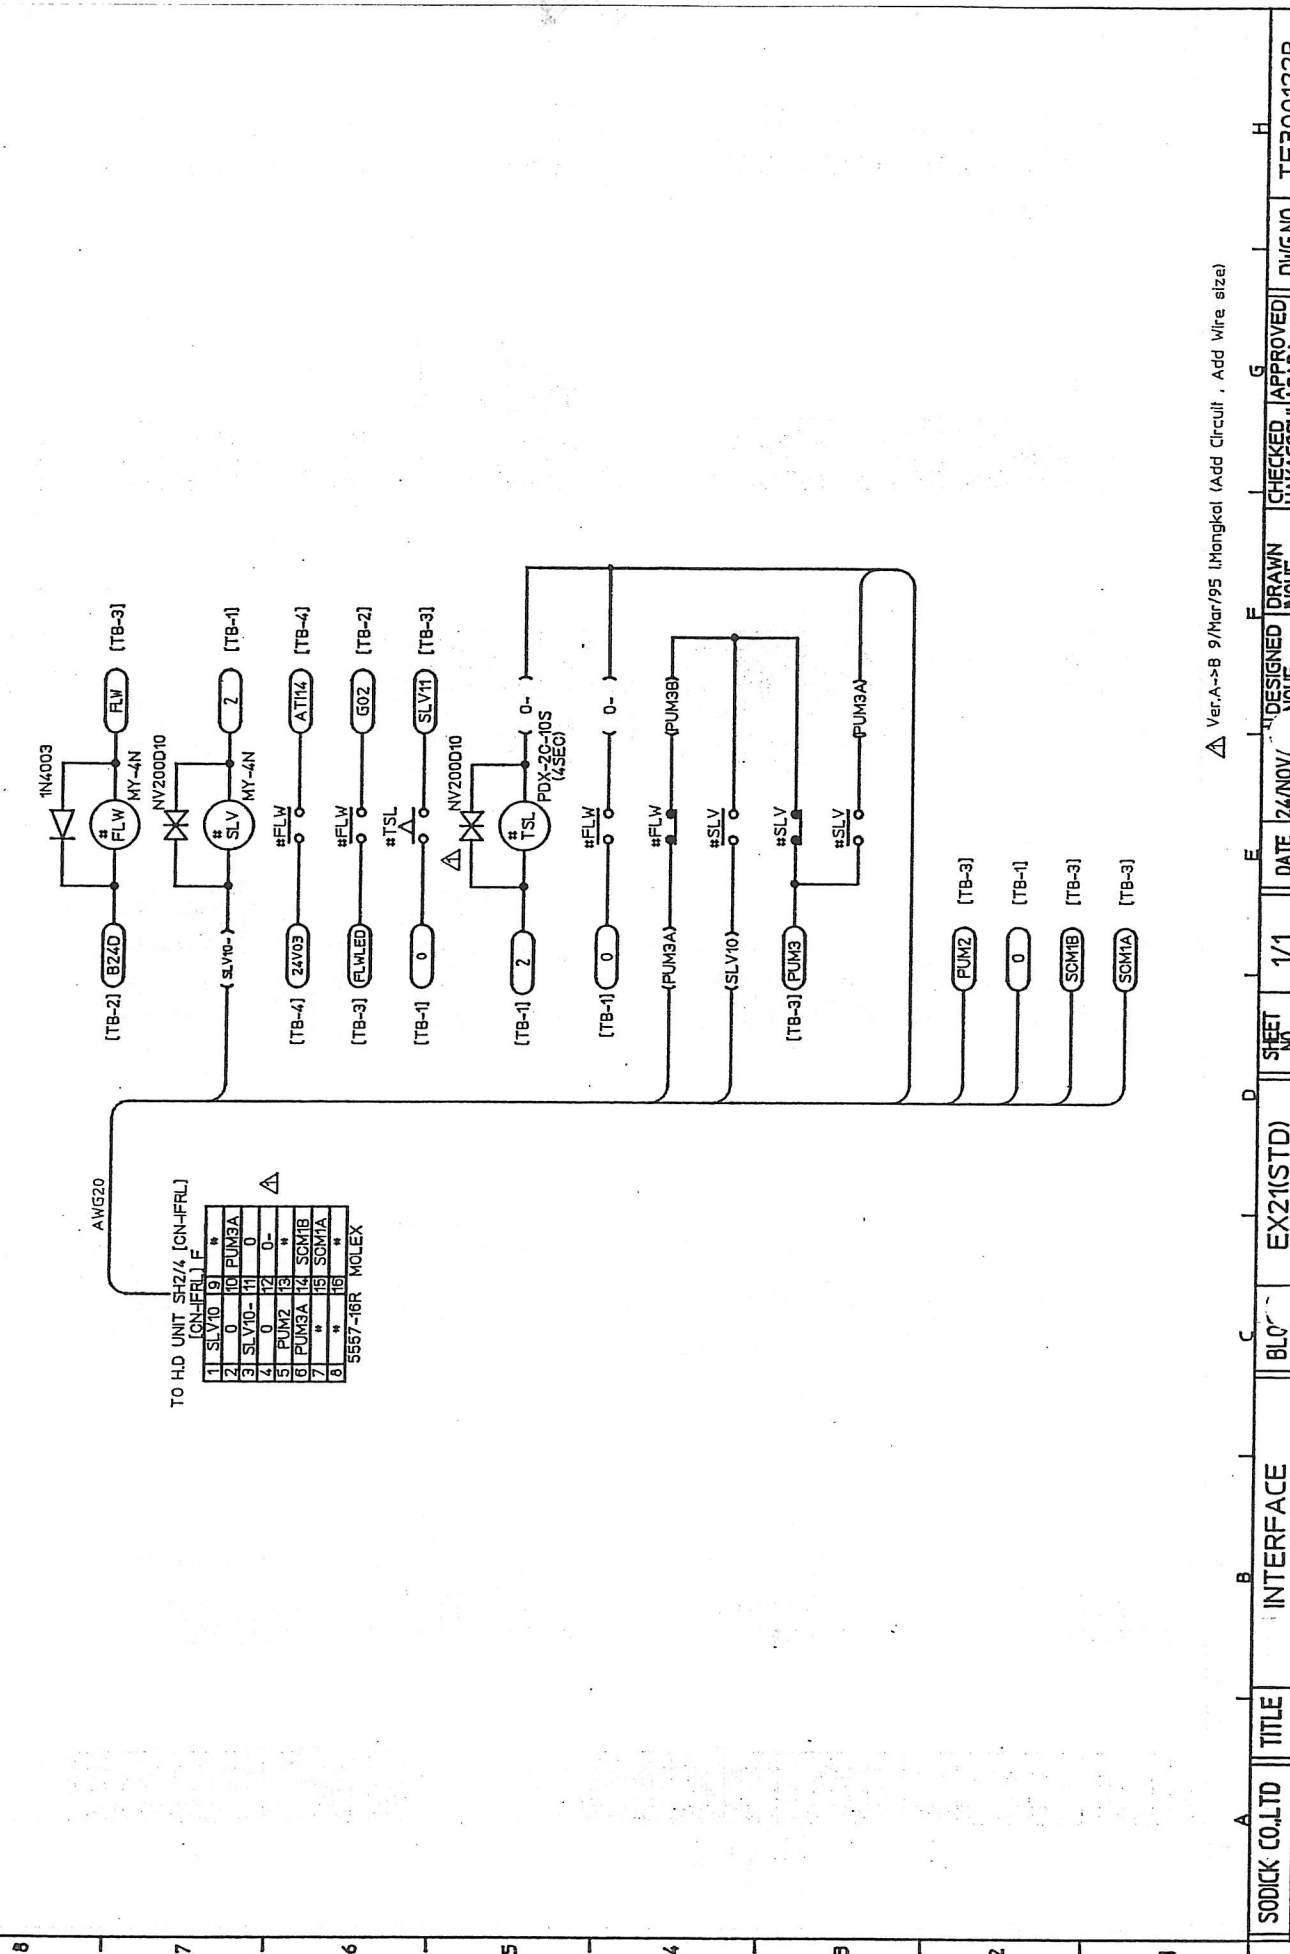 AWG20
TO H.D UNIT SH2/4 [CN-IFRL]
[CN-IFRL] F
1 SLV10 9 *
2 0 10 PUM3A
3 SLV10- 11 0
4 0 12 0-
5 PUM2 13 *
6 PUM3A 14 SCM1B
7 * 15 SCM1A
8 * 16 *
5557-16R MOLEX
1N4003
[TB-2] B24D # FLW FLW [TB-3]
MY-4N
NV200D10
(SLV10-) # SLV 2 [TB-1]
MY-4N
#FLW
[TB-4] 24V03 ATI14 [TB-4]
#FLW
[TB-3] FLWLED G02 [TB-2]
#TSL
[TB-1] 0 SLV11 [TB-3]
NV200D10
[TB-1] 2 # TSL ( 0- )
PDX-2C-10S
(4SEC)
#FLW
[TB-1] 0 ( 0- )
#FLW
(PUM3A) (PUM3B)
#SLV
(SLV10)
#SLV
[TB-3] PUM3
#SLV
(PUM3A)
PUM2 [TB-3]
0 [TB-1]
SCM1B [TB-3]
SCM1A [TB-3]
Ver.A-->B 9/Mar/95 I.Mongkol (Add Circuit , Add Wire size)
8 7 6 5 4 3 2 1
A B C D E F G H
SODICK CO.,LTD TITLE INTERFACE EX21(STD) SHEET NO 1/1 DATE 24/NOV/ DESIGNED DRAWN CHECKED APPROVED DWG.NO